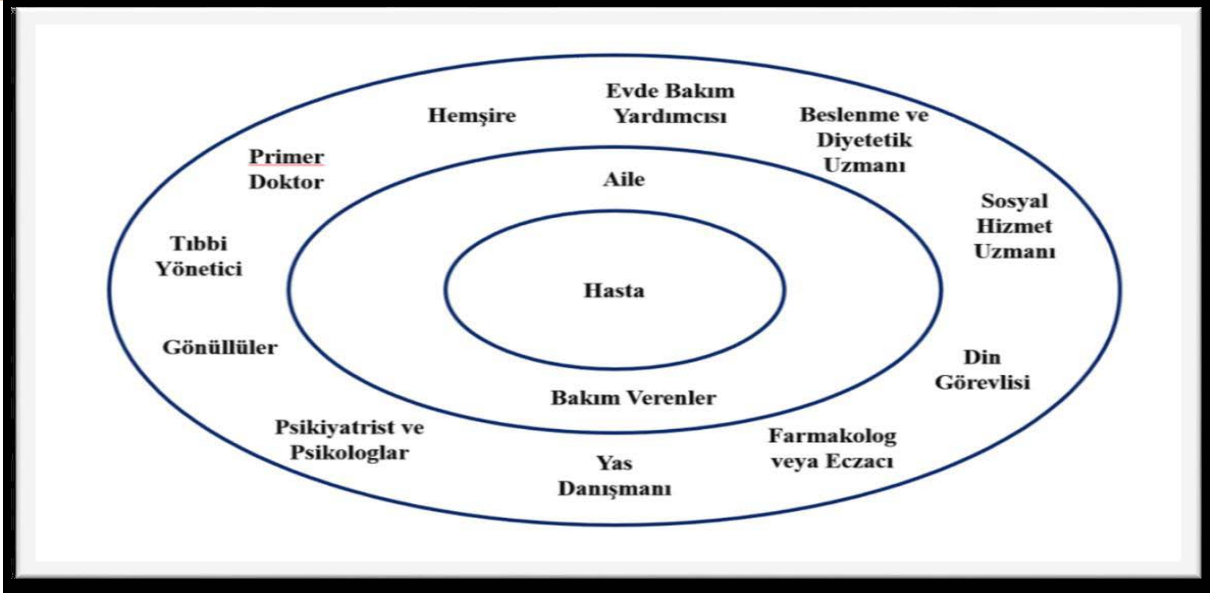 Evde Bakım
Yardımcısı
Hemşire
Beslenme ve
Diyetetik
Uzmanı
Primer
Doktor
Aile
Sosyal
Hizmet
Uzmanı
Tıbbi
Yönetici
Hasta
Gönüllüler
Din
Görevlisi
Bakım Verenler
Psikiyatrist ve
Psikologlar
Farmakolog
veya Eczacı
Yas
Danışmanı